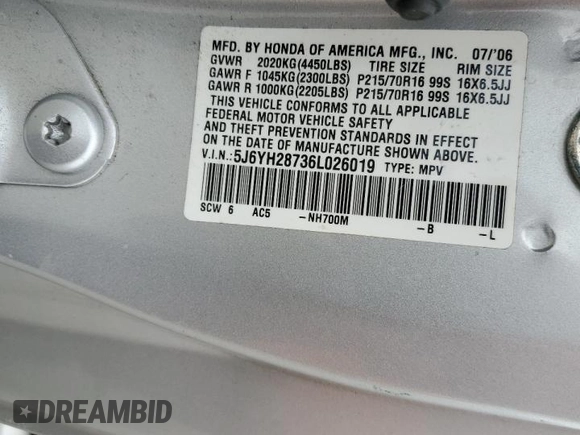 MFD. BY HONDA OF AMERICA MFG., INC. 07/'06
GVWR 2020KG(4450LBS) TIRE SIZE RIM SIZE
GAWR F 1045KG(2300LBS) P215/70R16 99S 16X6.5JJ
GAWR R 1000KG(2205LBS) P215/70R16 99S 16X6.5JJ
THIS VEHICLE CONFORMS TO ALL APPLICABLE
FEDERAL MOTOR VEHICLE SAFETY
AND THEFT PREVENTION STANDARDS IN EFFECT
ON THE DATE OF MANUFACTURE SHOWN ABOVE.
V.I.N.:5J6YH28736L026019 TYPE: MPV
SCW 6 AC5 -NH700M -B -L
DREAMBID